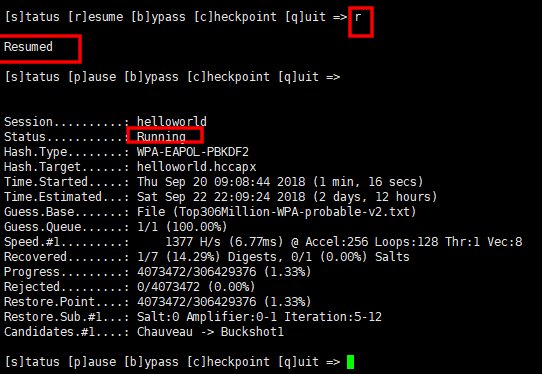 [s]tatus [r]esume [b]ypass [c]heckpoint [q]uit => r
Resumed
[s]tatus [p]ause [b]ypass [c]heckpoint [q]uit =>
Session..........: helloworld
Status...........: Running
Hash.Type........: WPA-EAPOL-PBKDF2
Hash.Target......: helloworld.hccapx
Time.Started.....: Thu Sep 20 09:08:44 2018 (1 min, 16 secs)
Time.Estimated...: Sat Sep 22 22:09:24 2018 (2 days, 12 hours)
Guess.Base.......: File (Top306Million-WPA-probable-v2.txt)
Guess.Queue......: 1/1 (100.00%)
Speed.#1.........:     1377 H/s (6.77ms) @ Accel:256 Loops:128 Thr:1 Vec:8
Recovered........: 1/7 (14.29%) Digests, 0/1 (0.00%) Salts
Progress.........: 4073472/306429376 (1.33%)
Rejected.........: 0/4073472 (0.00%)
Restore.Point....: 4073472/306429376 (1.33%)
Restore.Sub.#1...: Salt:0 Amplifier:0-1 Iteration:5-12
Candidates.#1....: Chauveau -> Buckshot1
[s]tatus [p]ause [b]ypass [c]heckpoint [q]uit =>